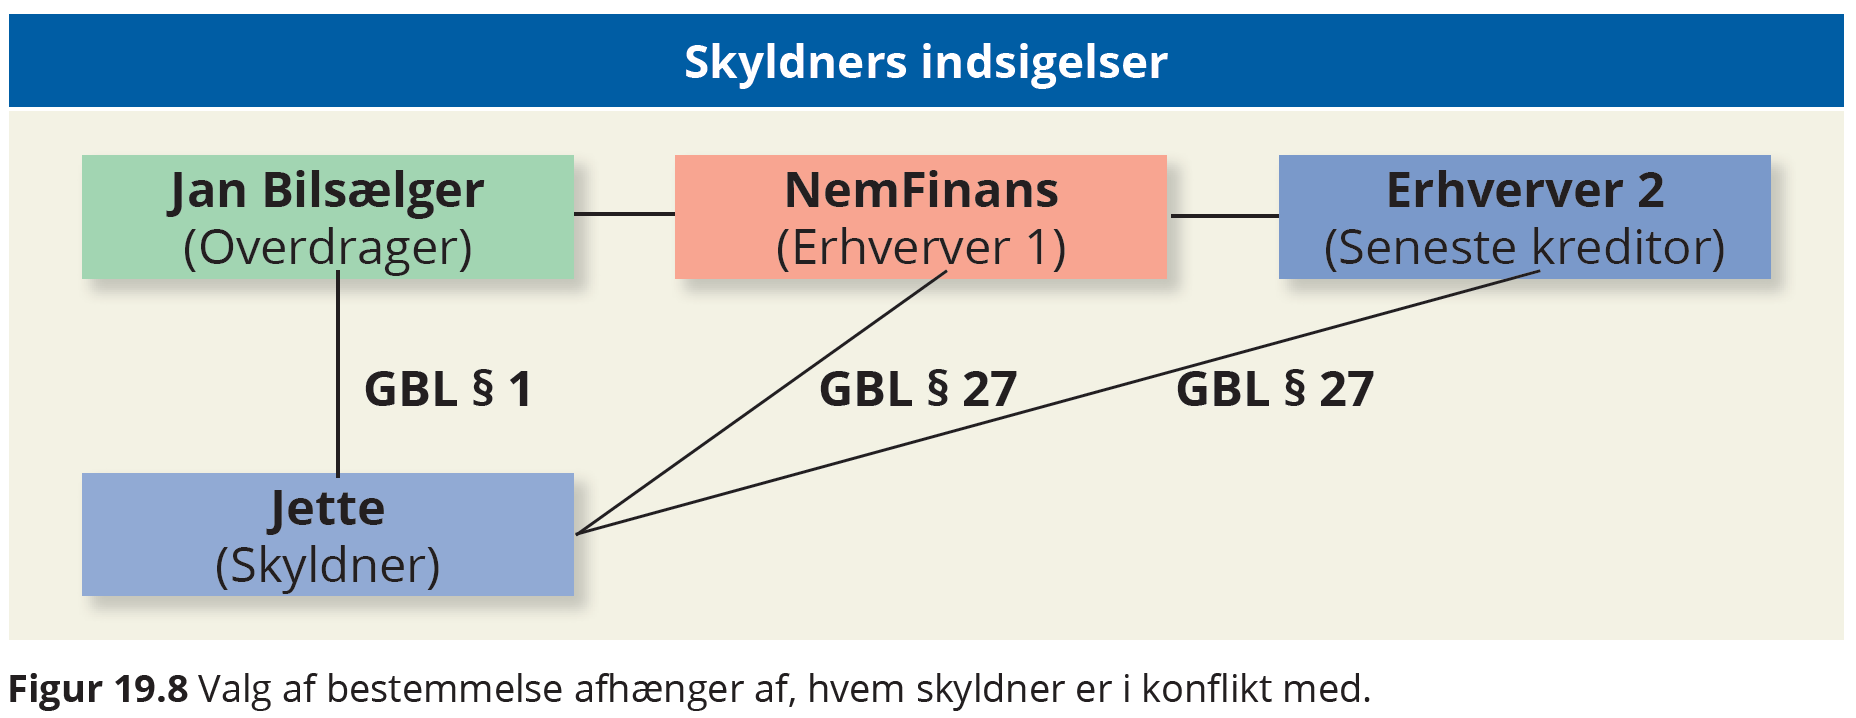 Skyldners indsigelser
Jan Bilsælger
(Overdrager)
NemFinans
(Erhverver 1)
Erhverver 2
(Seneste kreditor)
GBL § 1
GBL § 27
GBL § 27
Jette
(Skyldner)
Figur 19.8 Valg af bestemmelse afhænger af, hvem skyldner er i konflikt med.